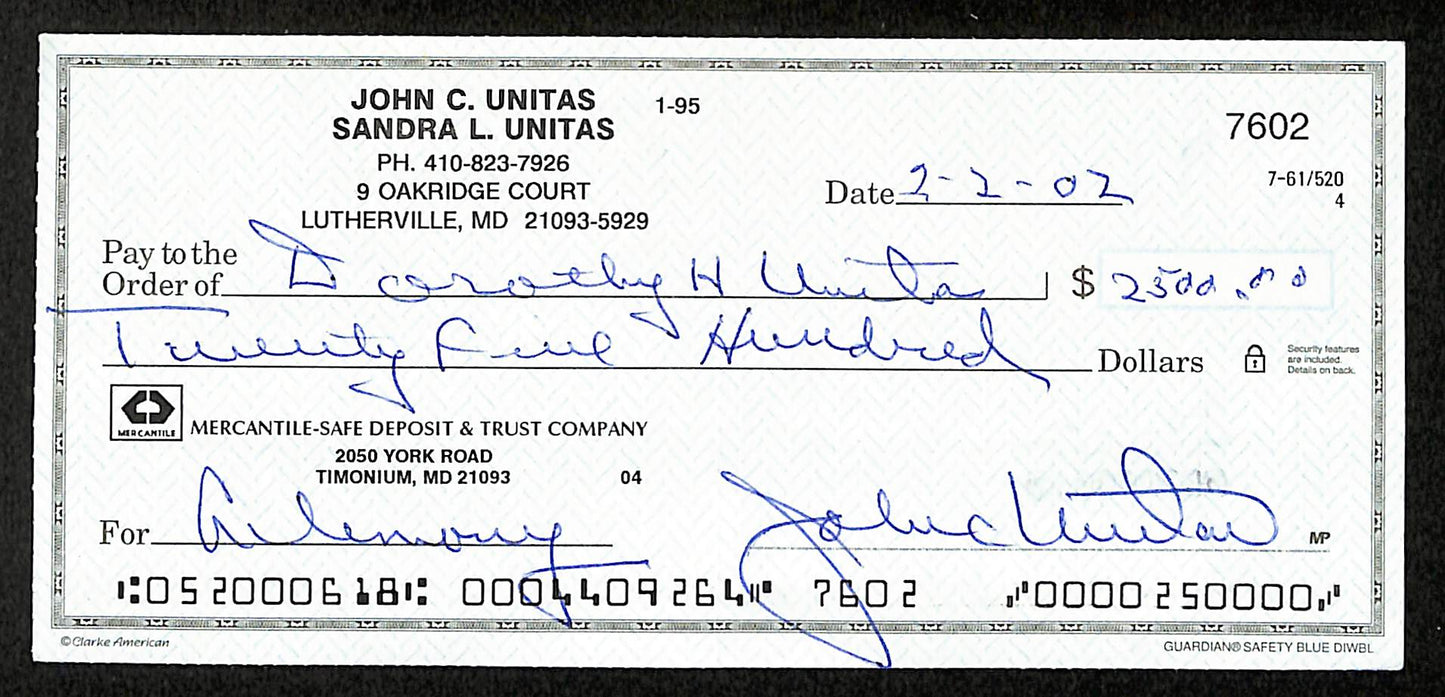 JOHN C. UNITAS 1-95
SANDRA L. UNITAS
7602
PH. 410-823-7926
9 OAKRIDGE COURT
LUTHERVILLE, MD 21093-5929
Date 2-2-02
7-61/520
4
Pay to the
Order of Dorothy H Unitas $ 2500.00
Twenty Five Hundred Dollars
Security features
are included.
Details on back.
MERCANTILE
MERCANTILE-SAFE DEPOSIT & TRUST COMPANY
2050 YORK ROAD
TIMONIUM, MD 21093 04
For Alemony John C Unitas MP
⑆052000618⑆ 0004409264⑈ 7602 ⑈0000250000⑈
©Clarke American
GUARDIAN® SAFETY BLUE DIWBL